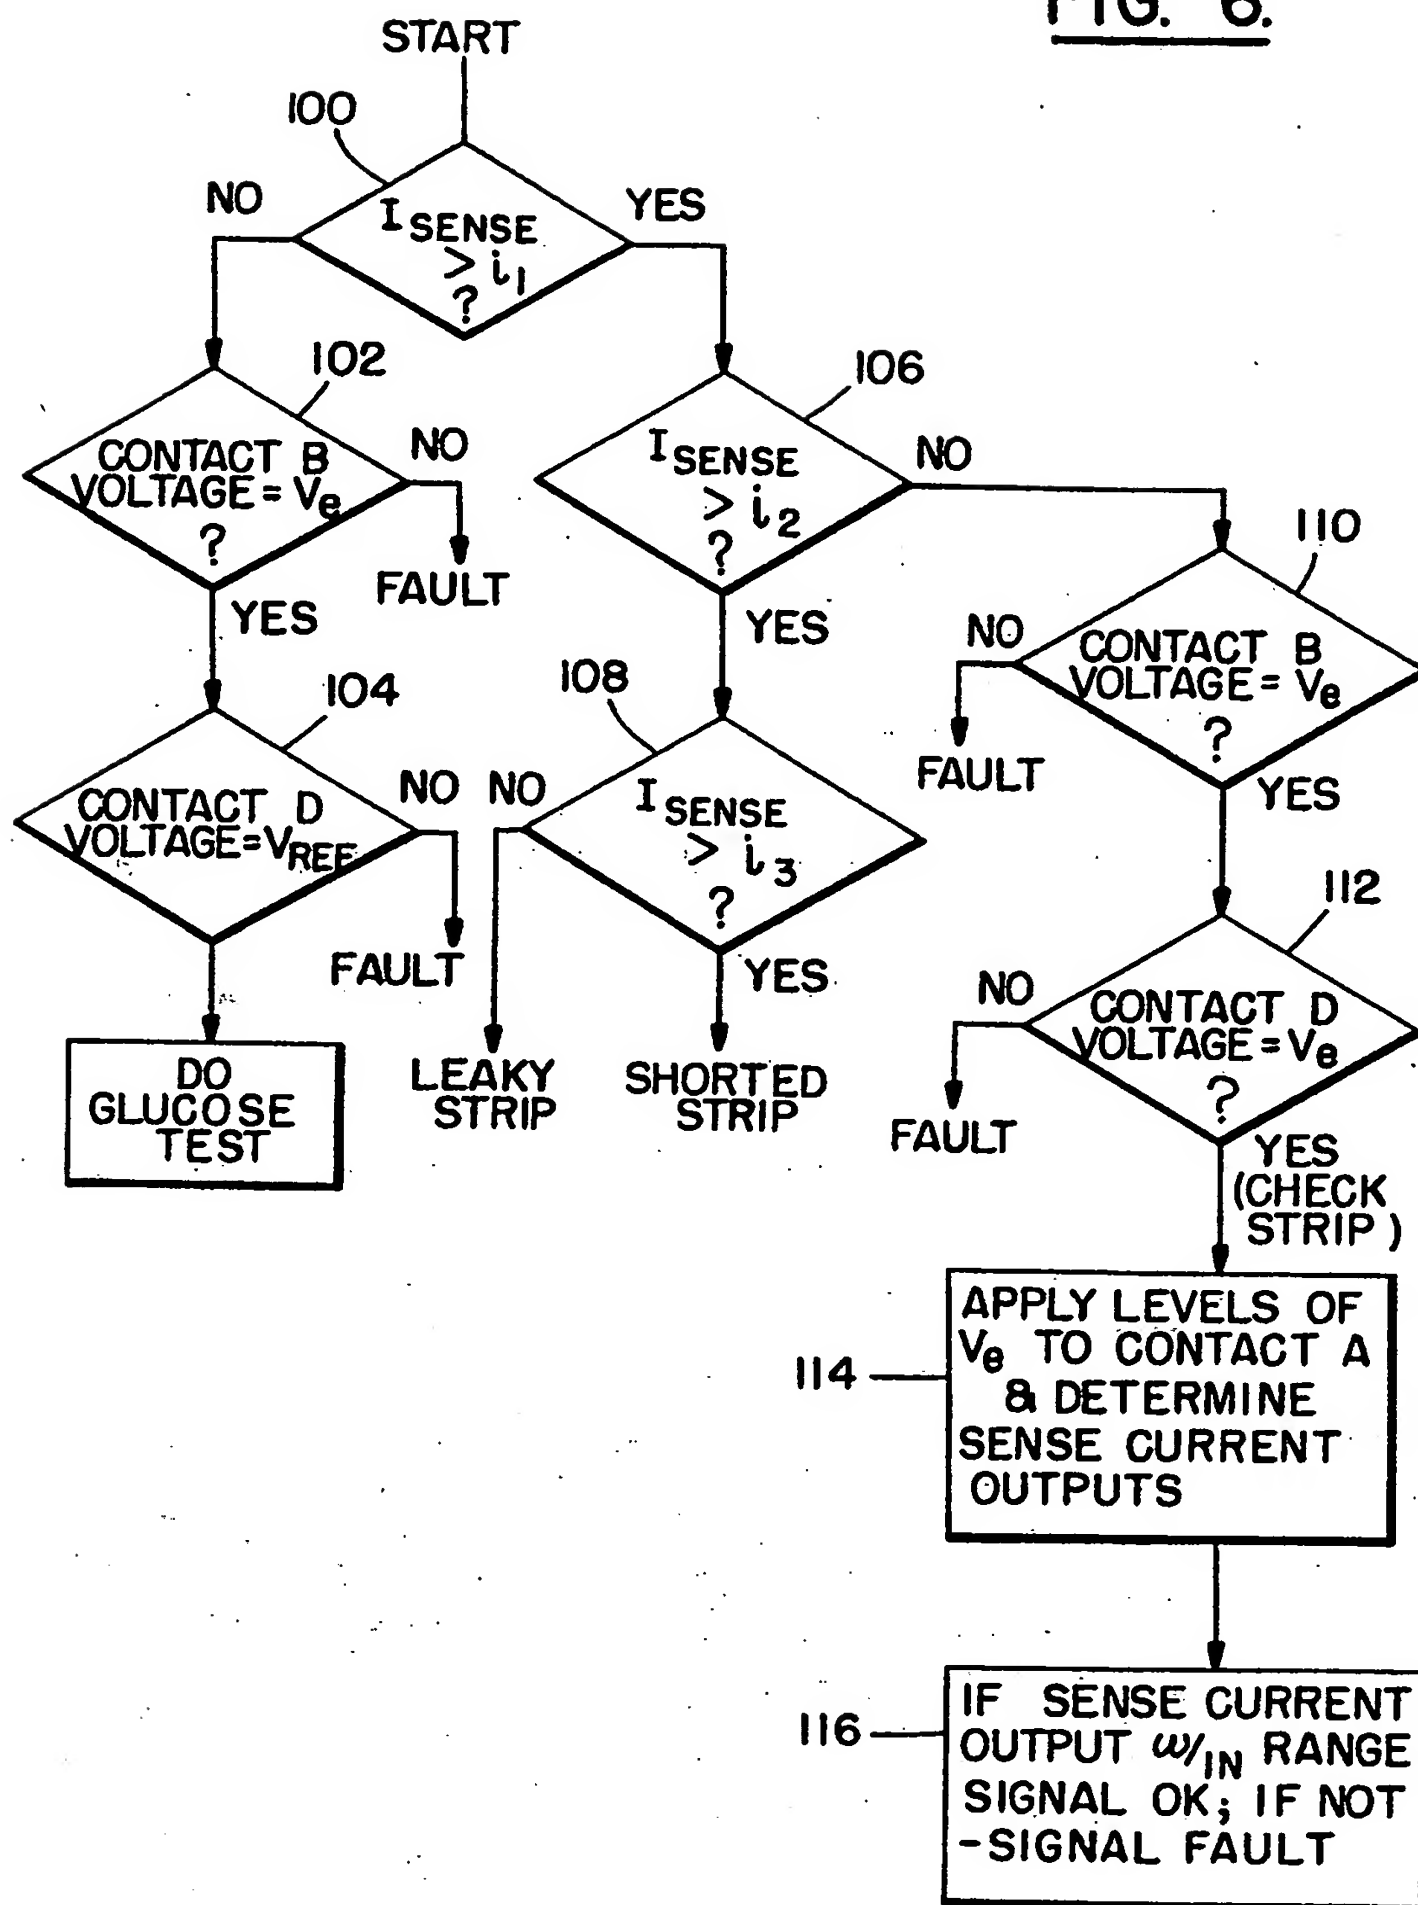 FIG. 6.
START
100
NO
YES
I SENSE
> i1
?
102
CONTACT B
VOLTAGE = Ve
?
NO
FAULT
YES
106
I SENSE
> i2
?
NO
YES
110
NO
CONTACT B
VOLTAGE = Ve
?
FAULT
YES
104
CONTACT D
VOLTAGE=VREF
NO
FAULT
DO
GLUCOSE
TEST
108
NO
I SENSE
> i3
?
YES
LEAKY
STRIP
SHORTED
STRIP
112
NO
CONTACT D
VOLTAGE = Ve
?
FAULT
YES
(CHECK
STRIP)
114
APPLY LEVELS OF
Ve TO CONTACT A
& DETERMINE
SENSE CURRENT
OUTPUTS
116
IF SENSE CURRENT
OUTPUT w/IN RANGE
SIGNAL OK; IF NOT
-SIGNAL FAULT